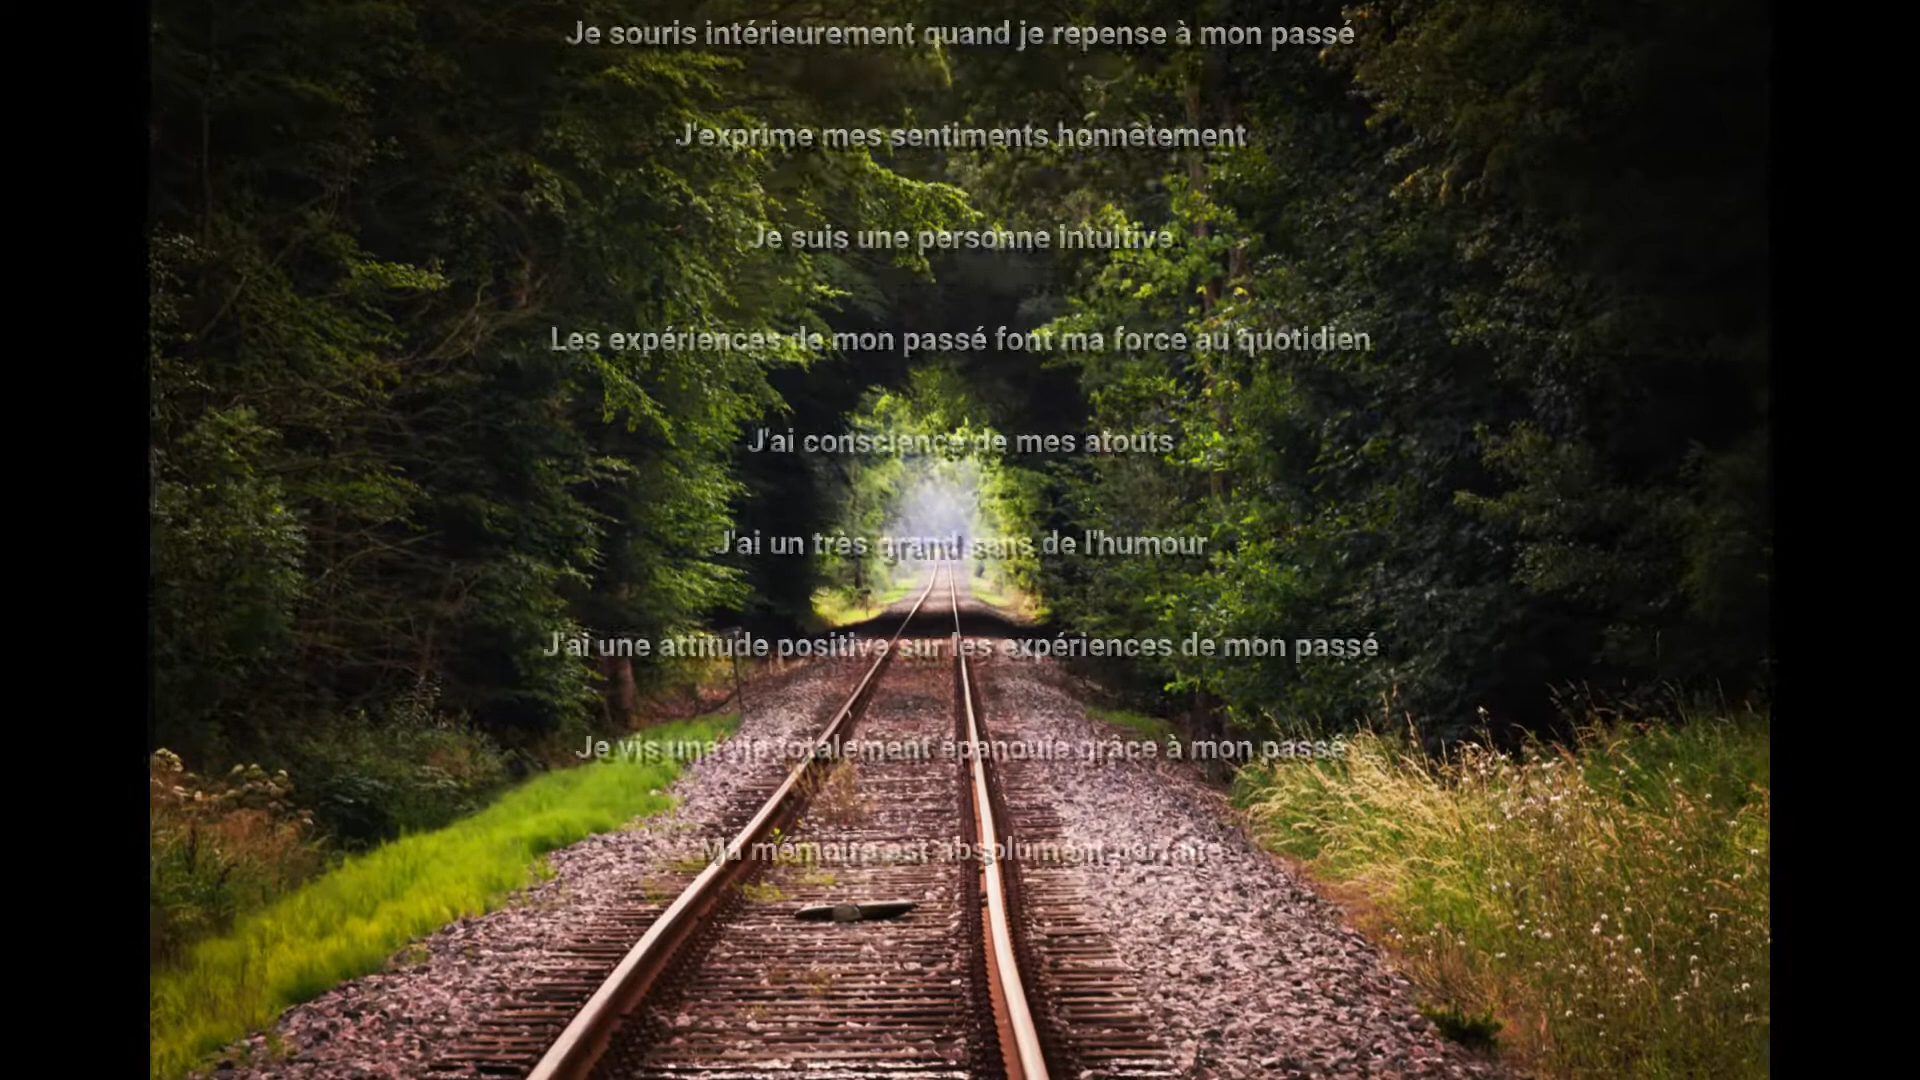 Je souris intérieurement quand je repense à mon passé
J'exprime mes sentiments honnêtement
Je suis une personne intuitive
Les expériences de mon passé font ma force au quotidien
J'ai conscience de mes atouts
J'ai un très grand sens de l'humour
J'ai une attitude positive sur les expériences de mon passé
Je vis une vie totalement épanouie grâce à mon passé
Ma mémoire est absolument parfaite